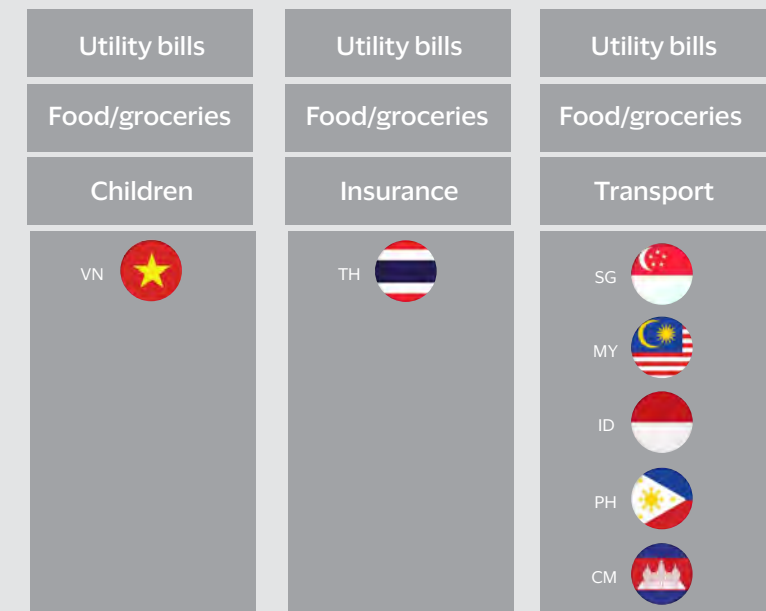 Utility bills
Utility bills
Utility bills
Food/groceries
Food/groceries
Food/groceries
Children
Insurance
Transport
VN
TH
SG
MY
ID
PH
CM